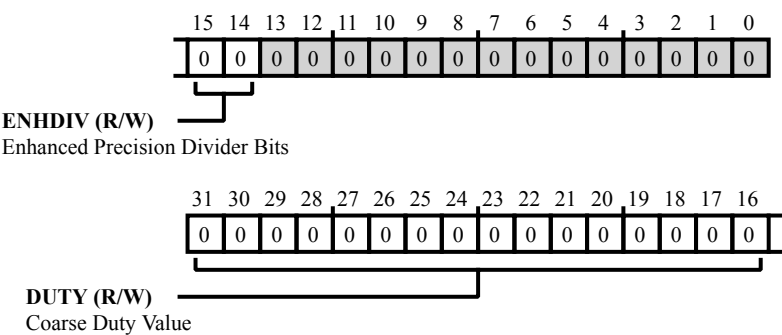 15 14 13 12 11 10 9 8 7 6 5 4 3 2 1 0
0 0 0 0 0 0 0 0 0 0 0 0 0 0 0 0
ENHDIV (R/W)
Enhanced Precision Divider Bits
31 30 29 28 27 26 25 24 23 22 21 20 19 18 17 16
0 0 0 0 0 0 0 0 0 0 0 0 0 0 0 0
DUTY (R/W)
Coarse Duty Value